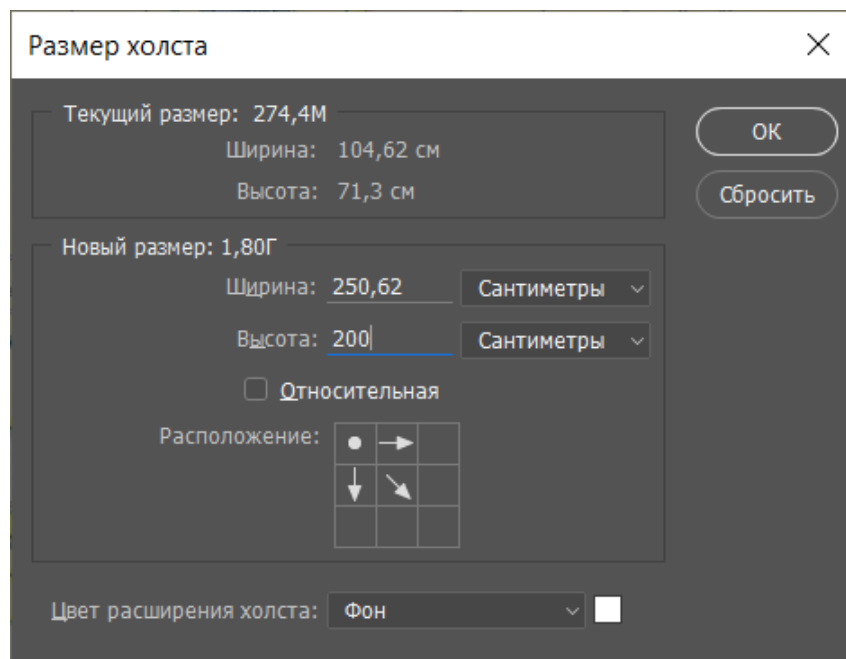 Размер холста
Текущий размер: 274,4М
Ширина: 104,62 см
Высота: 71,3 см
ОК
Сбросить
Новый размер: 1,80Г
Ширина: 250,62 Сантиметры
Высота: 200 Сантиметры
Относительная
Расположение:
Цвет расширения холста: Фон